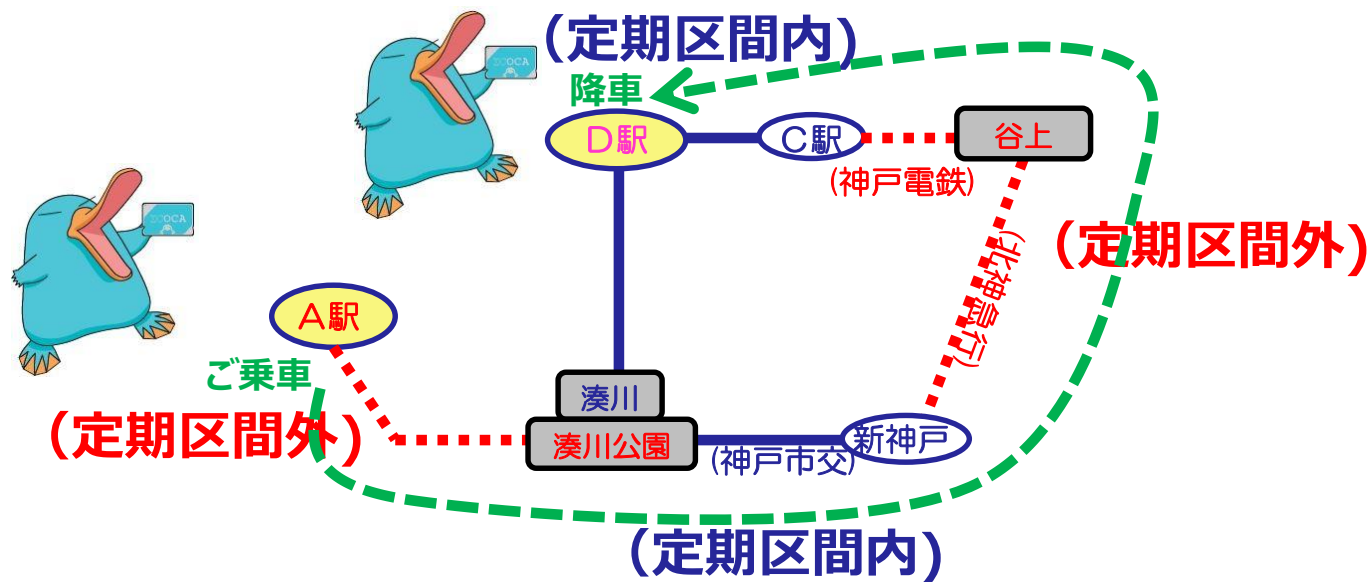 (定期区間内)
ICOCA
降車
D駅
C駅
谷上
(神戸電鉄)
ICOCA
(定期区間外)
(北神急行)
A駅
ご乗車
湊川
(定期区間外)
湊川公園
(神戸市交)
新神戸
(定期区間内)